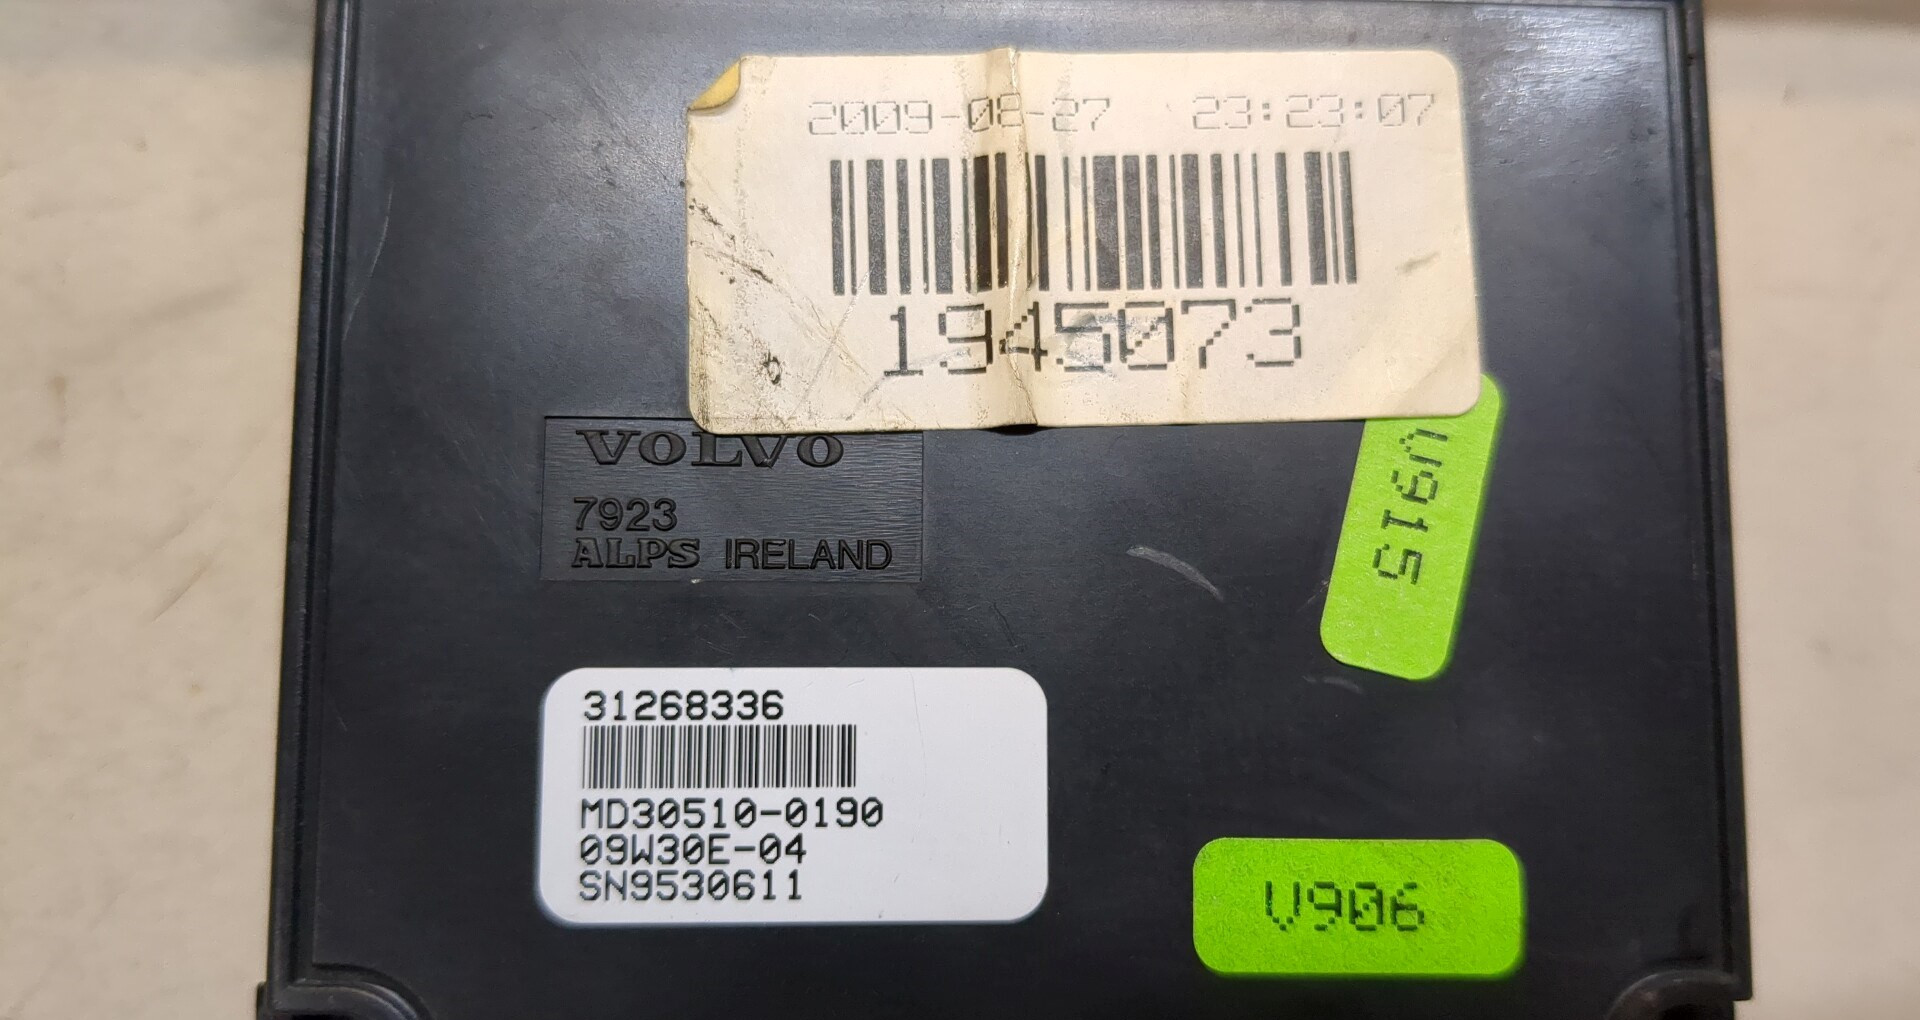 2009-08-27 23:23:07
1945073
VOLVO
7923
ALPS IRELAND
V915
31268336
MD30510-0190
09W30E-04
SN9530611
V906